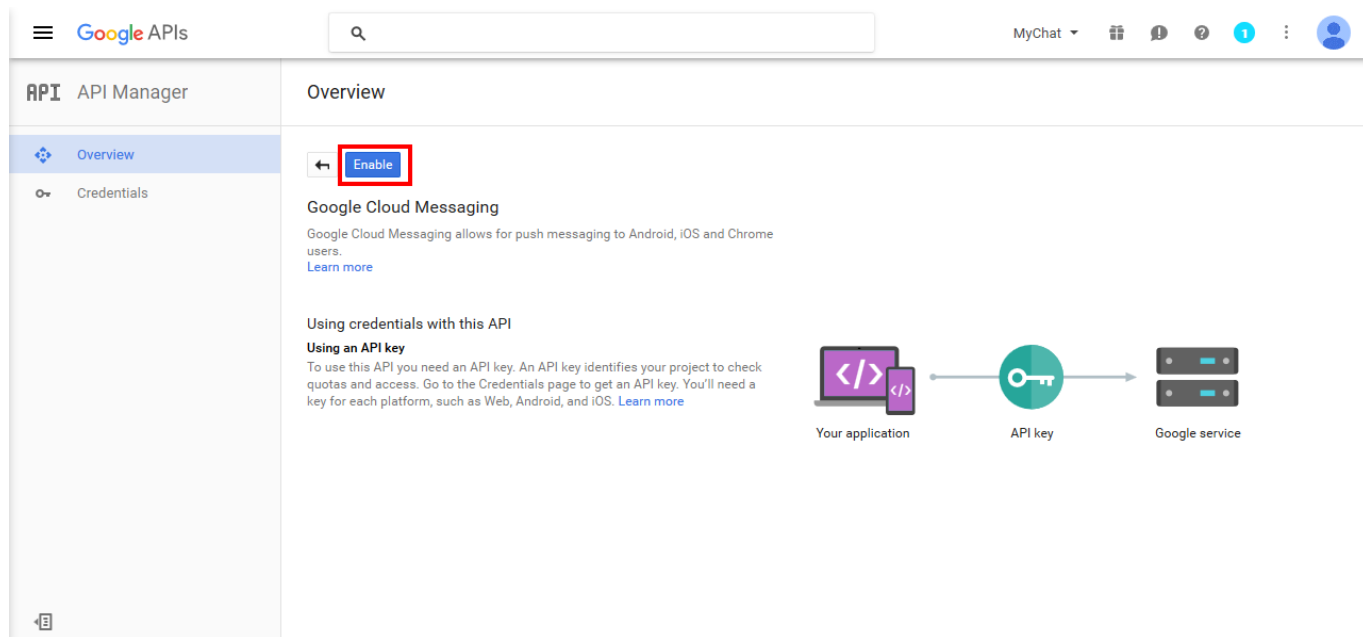 Google APIs
MyChat
1
API API Manager
Overview
Overview
Credentials
Enable
Google Cloud Messaging
Google Cloud Messaging allows for push messaging to Android, iOS and Chrome
users.
Learn more
Using credentials with this API
Using an API key
To use this API you need an API key. An API key identifies your project to check
quotas and access. Go to the Credentials page to get an API key. You'll need a
key for each platform, such as Web, Android, and iOS. Learn more
</>
</>
Your application
API key
Google service